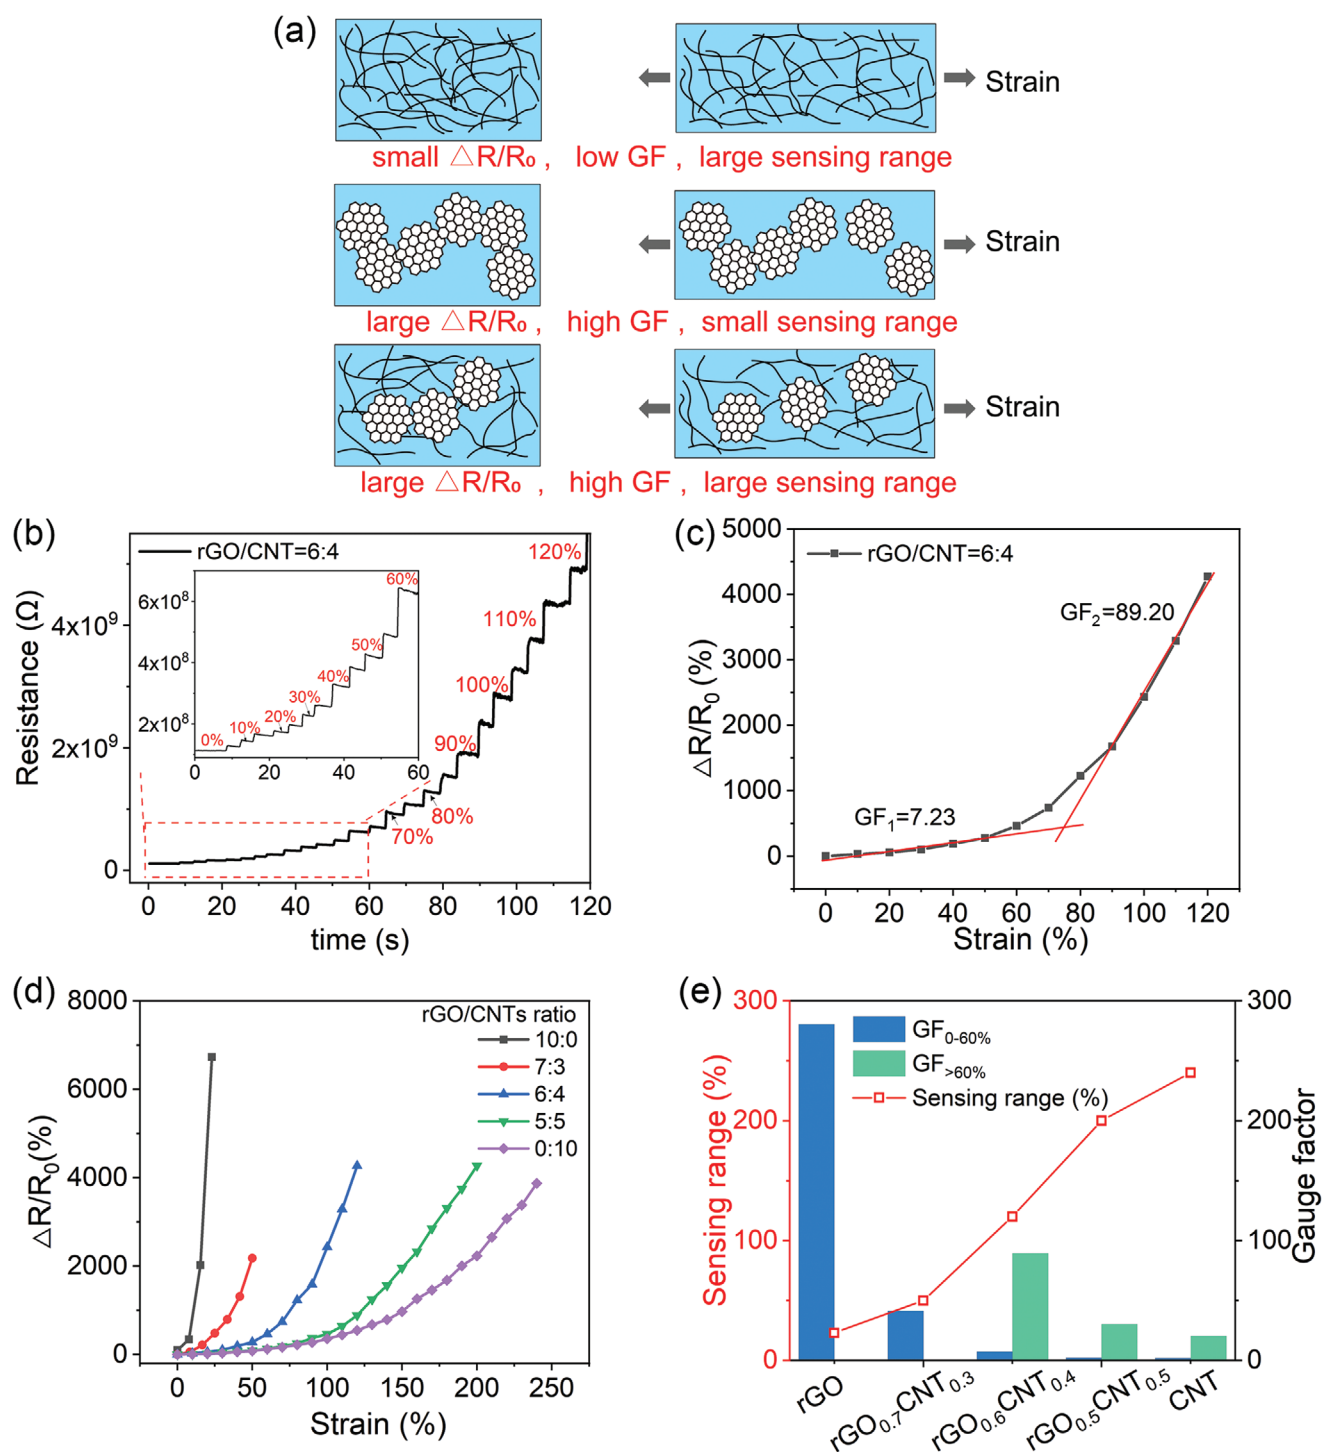 (a)
Strain
small △R/R₀ , low GF , large sensing range
Strain
large △R/R₀ , high GF , small sensing range
Strain
large △R/R₀ , high GF , large sensing range
(b)
rGO/CNT=6:4
Resistance (Ω)
4x10⁹
2x10⁹
0
0 20 40 60 80 100 120
time (s)
70%
80%
90%
100%
110%
120%
6x10⁸
4x10⁸
2x10⁸
0 20 40 60
0%
10%
20%
30%
40%
50%
60%
(c)
rGO/CNT=6:4
ΔR/R₀ (%)
5000
4000
3000
2000
1000
0
GF₁=7.23
GF₂=89.20
0 20 40 60 80 100 120
Strain (%)
(d)
△R/R₀(%)
8000
6000
4000
2000
0
rGO/CNTs ratio
10:0
7:3
6:4
5:5
0:10
0 50 100 150 200 250
Strain (%)
(e)
Sensing range (%)
300
200
100
0
GF₀₋₆₀%
GF>₆₀%
Sensing range (%)
300
200
100
0
Gauge factor
rGO
rGO₀.₇CNT₀.₃
rGO₀.₆CNT₀.₄
rGO₀.₅CNT₀.₅
CNT